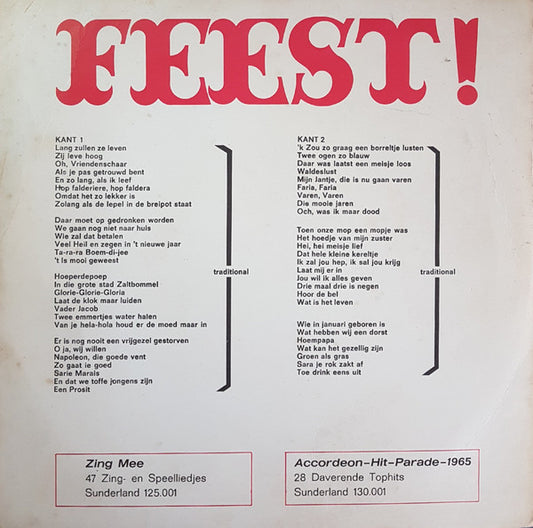 FEEST!
KANT 1
Lang zullen ze leven
Zij leve hoog
Oh, Vriendenschaar
Als je pas getrouwd bent
En zo lang, als ik leef
Hop falderiere, hop faldera
Omdat het zo lekker is
Zolang als de lepel in de breipot staat
Daar moet op gedronken worden
We gaan nog niet naar huis
Wie zal dat betalen
Veel Heil en zegen in 't nieuwe jaar
Ta-ra-ra Boem-di-jee
't Is mooi geweest
Hoeperdepoep
In die grote stad Zaltbommel
Glorie-Glorie-Gloria
Laat de klok maar luiden
Vader Jacob
Twee emmertjes water halen
Van je hela-hola houd er de moed maar in
Er is nog nooit een vrijgezel gestorven
O ja, wij willen
Napoleon, die goede vent
Zo gaat ie goed
Sarie Marais
En dat we toffe jongens zijn
Een Prosit
traditional
KANT 2
'k Zou zo graag een borreltje lusten
Twee ogen zo blauw
Daar was laatst een meisje loos
Waldeslust
Mijn Jantje, die is nu gaan varen
Faria, Faria
Varen, Varen
Die mooie jaren
Och, was ik maar dood
Toen onze mop een mopje was
Het hoedje van mijn zuster
Hei, hei meisje lief
Dat hele kleine kereltje
Ik zal jou hep, ik sal jou krijg
Laat mij er in
Jou wil ik alles geven
Drie maal drie is negen
Hoor de bel
Wat is het leven
Wie in januari geboren is
Wat hebben wij een dorst
Hoempapa
Wat kan het gezellig zijn
Groen als gras
Sara je rok zakt af
Toe drink eens uit
traditional
Zing Mee
47 Zing- en Speelliedjes
Sunderland 125.001
Accordeon-Hit-Parade-1965
28 Daverende Tophits
Sunderland 130.001